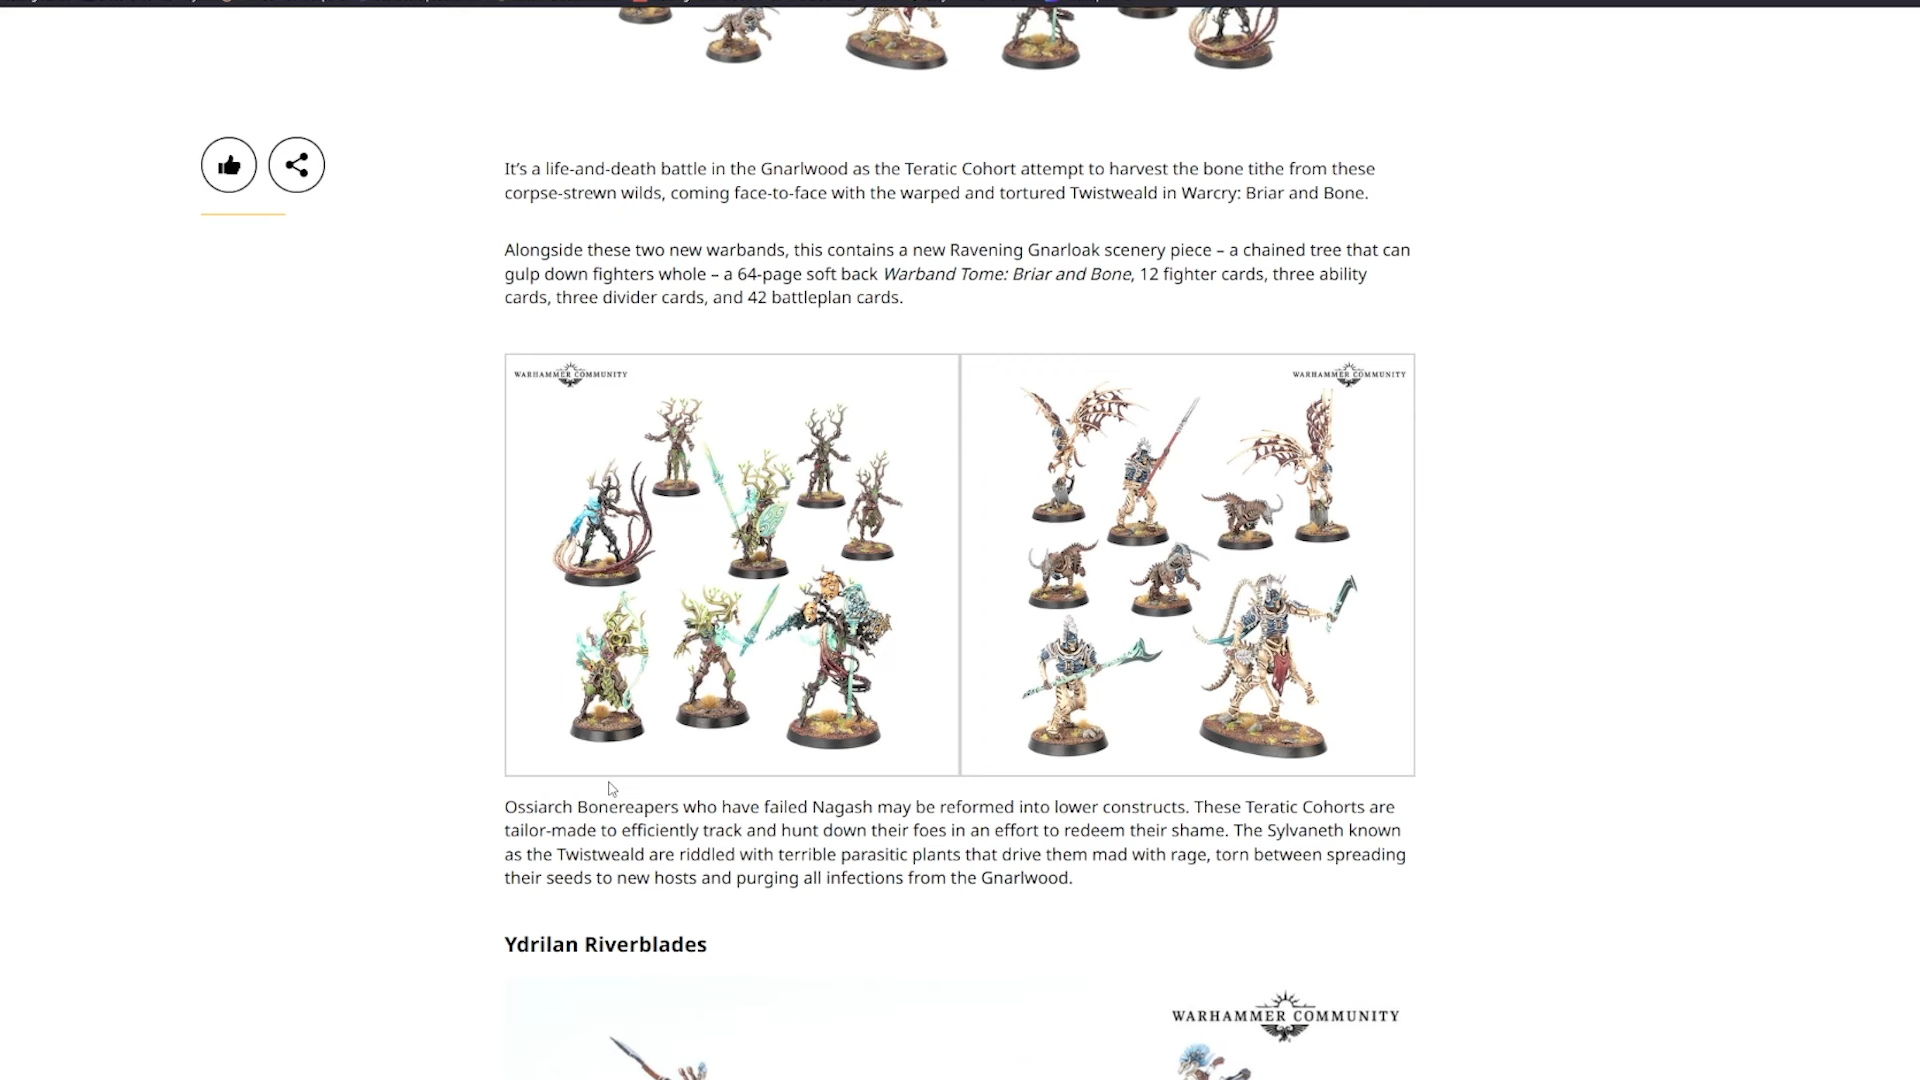 It's a life-and-death battle in the Gnarlwood as the Teratic Cohort attempt to harvest the bone tithe from these
corpse-strewn wilds, coming face-to-face with the warped and tortured Twistweald in Warcry: Briar and Bone.
Alongside these two new warbands, this contains a new Ravening Gnarloak scenery piece – a chained tree that can
gulp down fighters whole – a 64-page soft back Warband Tome: Briar and Bone, 12 fighter cards, three ability
cards, three divider cards, and 42 battleplan cards.
WARHAMMER COMMUNITY
WARHAMMER COMMUNITY
Ossiarch Bonereapers who have failed Nagash may be reformed into lower constructs. These Teratic Cohorts are
tailor-made to efficiently track and hunt down their foes in an effort to redeem their shame. The Sylvaneth known
as the Twistweald are riddled with terrible parasitic plants that drive them mad with rage, torn between spreading
their seeds to new hosts and purging all infections from the Gnarlwood.
Ydrilan Riverblades
WARHAMMER COMMUNITY